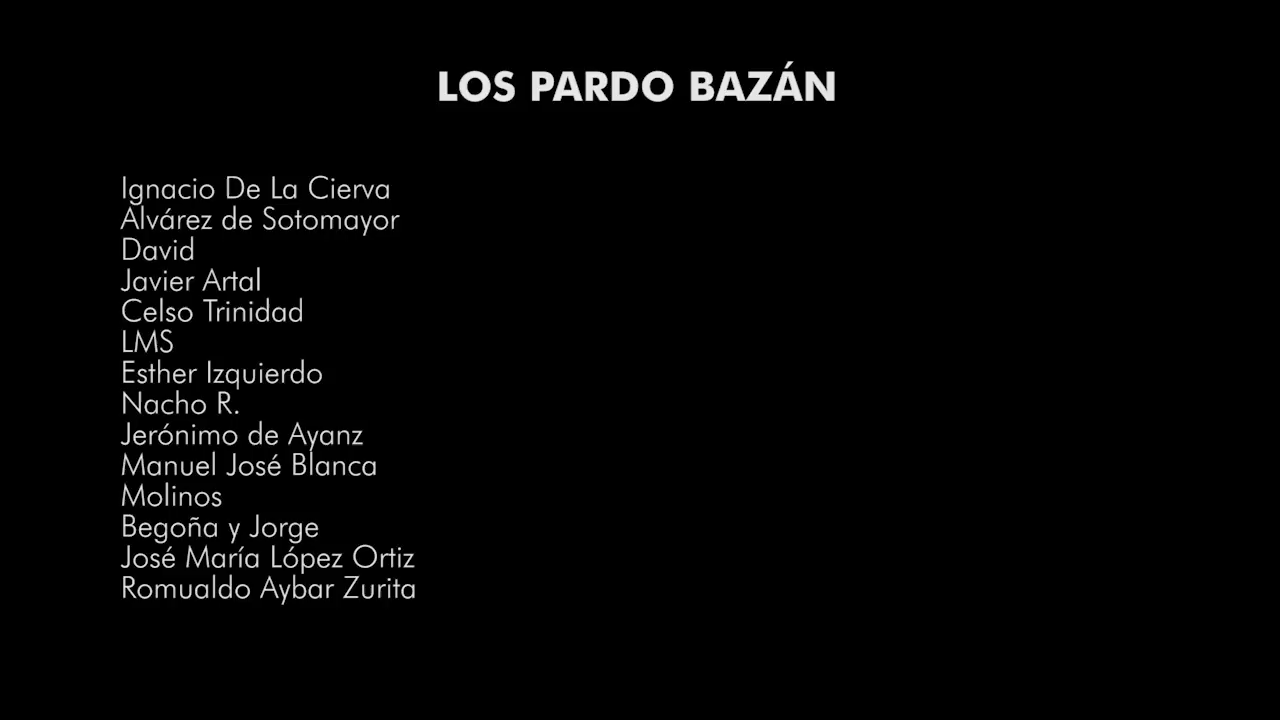 LOS PARDO BAZÁN
Ignacio De La Cierva
Alvárez de Sotomayor
David
Javier Artal
Celso Trinidad
LMS
Esther Izquierdo
Nacho R.
Jerónimo de Ayanz
Manuel José Blanca
Molinos
Begoña y Jorge
José María López Ortiz
Romualdo Aybar Zurita